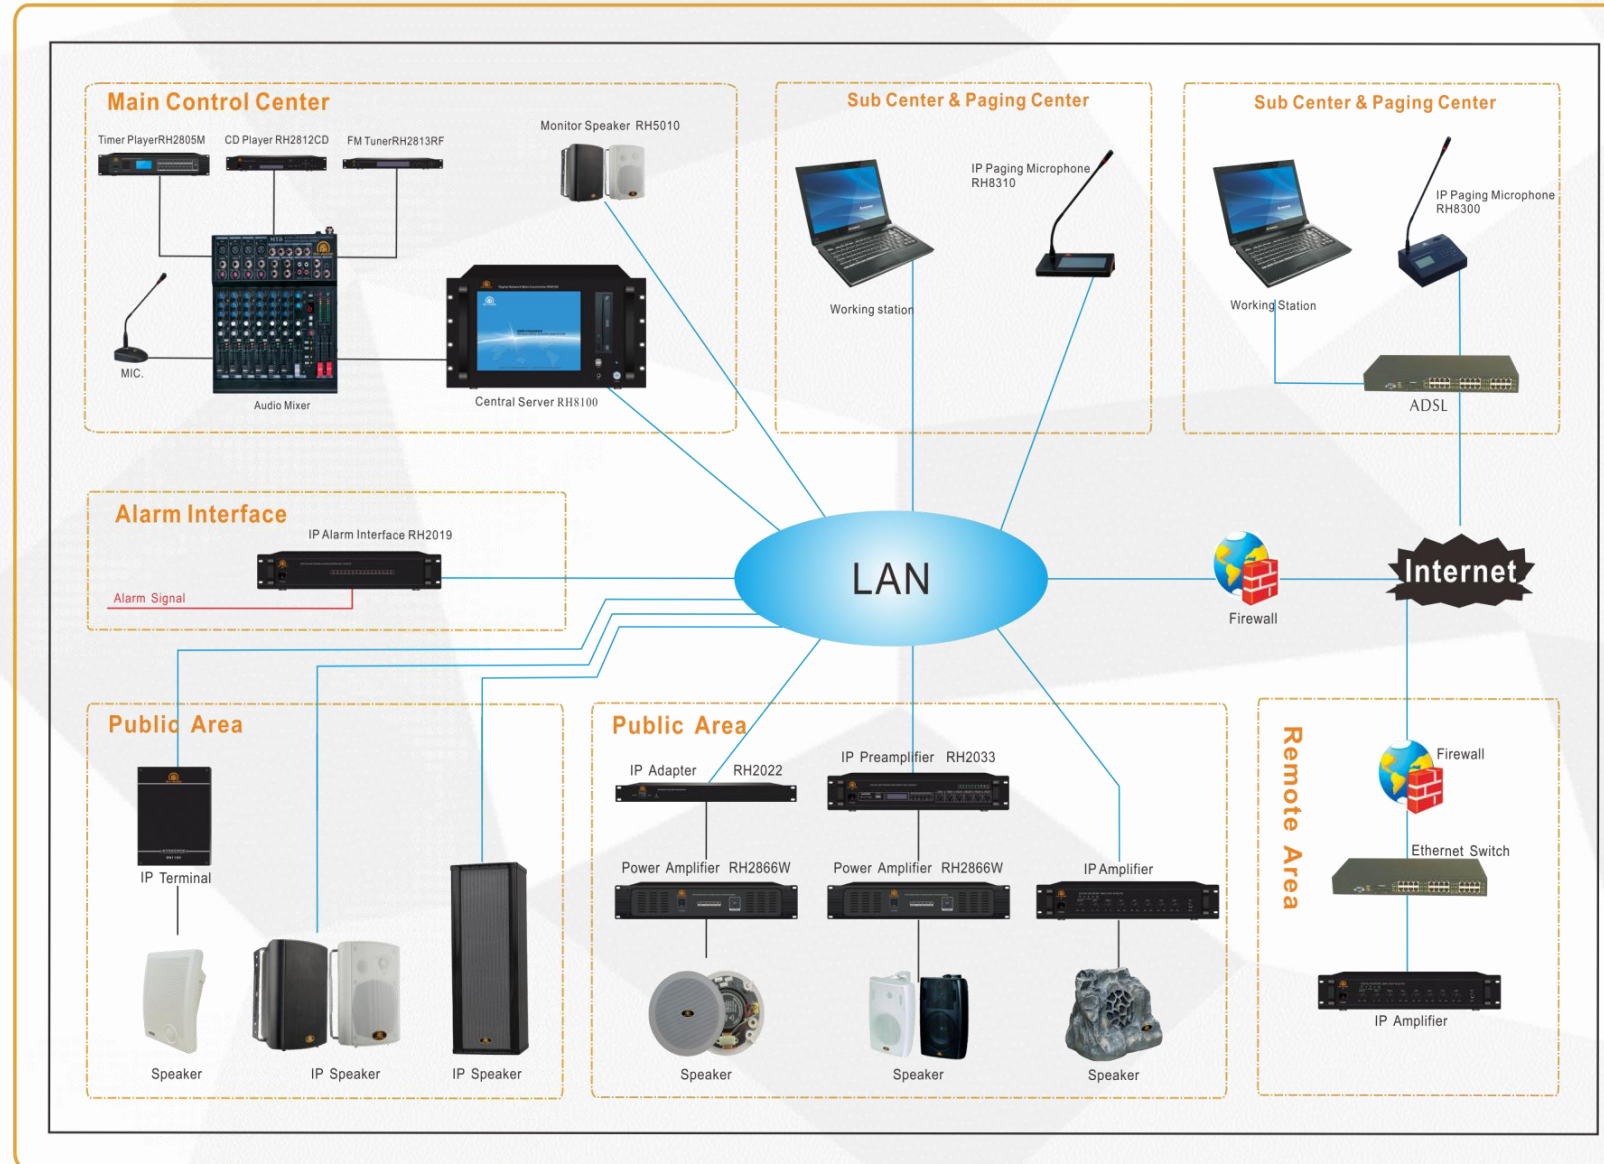 Main Control Center
Timer PlayerRH2805M
CD Player RH2812CD
FM TunerRH2813RF
Monitor Speaker RH5010
MIC.
Audio Mixer
Central Server RH8100
Sub Center & Paging Center
IP Paging Microphone
RH8310
Working station
Sub Center & Paging Center
IP Paging Microphone
RH8300
Working Station
ADSL
Alarm Interface
IP Alarm Interface RH2019
Alarm Signal
LAN
Firewall
Internet
Public Area
IP Terminal
Speaker
IP Speaker
IP Speaker
Public Area
IP Adapter RH2022
IP Preamplifier RH2033
Power Amplifier RH2866W
Power Amplifier RH2866W
IP Amplifier
Speaker
Speaker
Speaker
Remote Area
Firewall
Ethernet Switch
IP Amplifier